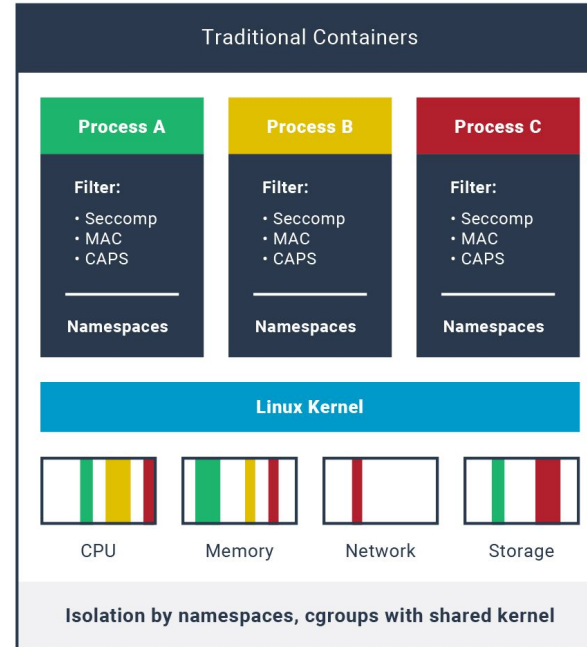 Traditional Containers
Process A
Filter:
• Seccomp
• MAC
• CAPS
Namespaces
Process B
Filter:
• Seccomp
• MAC
• CAPS
Namespaces
Process C
Filter:
• Seccomp
• MAC
• CAPS
Namespaces
Linux Kernel
CPU
Memory
Network
Storage
Isolation by namespaces, cgroups with shared kernel